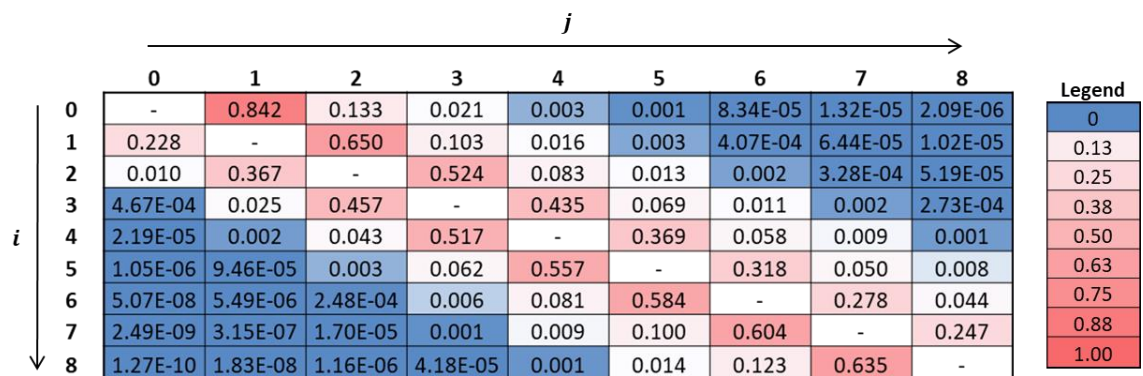 j
0 1 2 3 4 5 6 7 8
Legend
0 - 0.842 0.133 0.021 0.003 0.001 8.34E-05 1.32E-05 2.09E-06 0
1 0.228 - 0.650 0.103 0.016 0.003 4.07E-04 6.44E-05 1.02E-05 0.13
2 0.010 0.367 - 0.524 0.083 0.013 0.002 3.28E-04 5.19E-05 0.25
3 4.67E-04 0.025 0.457 - 0.435 0.069 0.011 0.002 2.73E-04 0.38
i 4 2.19E-05 0.002 0.043 0.517 - 0.369 0.058 0.009 0.001 0.50
5 1.05E-06 9.46E-05 0.003 0.062 0.557 - 0.318 0.050 0.008 0.63
6 5.07E-08 5.49E-06 2.48E-04 0.006 0.081 0.584 - 0.278 0.044 0.75
7 2.49E-09 3.15E-07 1.70E-05 0.001 0.009 0.100 0.604 - 0.247 0.88
8 1.27E-10 1.83E-08 1.16E-06 4.18E-05 0.001 0.014 0.123 0.635 - 1.00